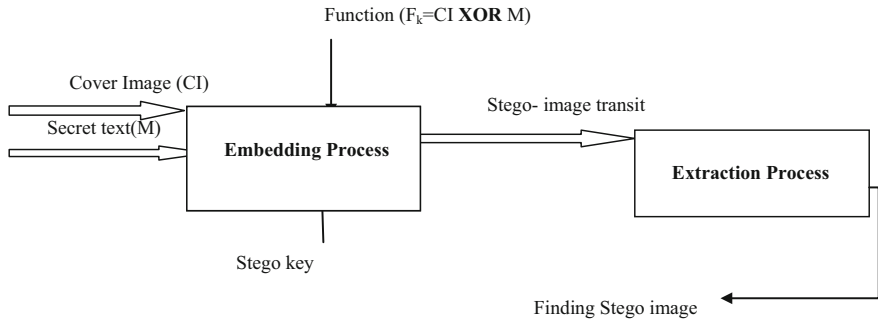 Function (Fk=CI XOR M)
Cover Image (CI)
Stego- image transit
Secret text(M)
Embedding Process
Extraction Process
Stego key
Finding Stego image